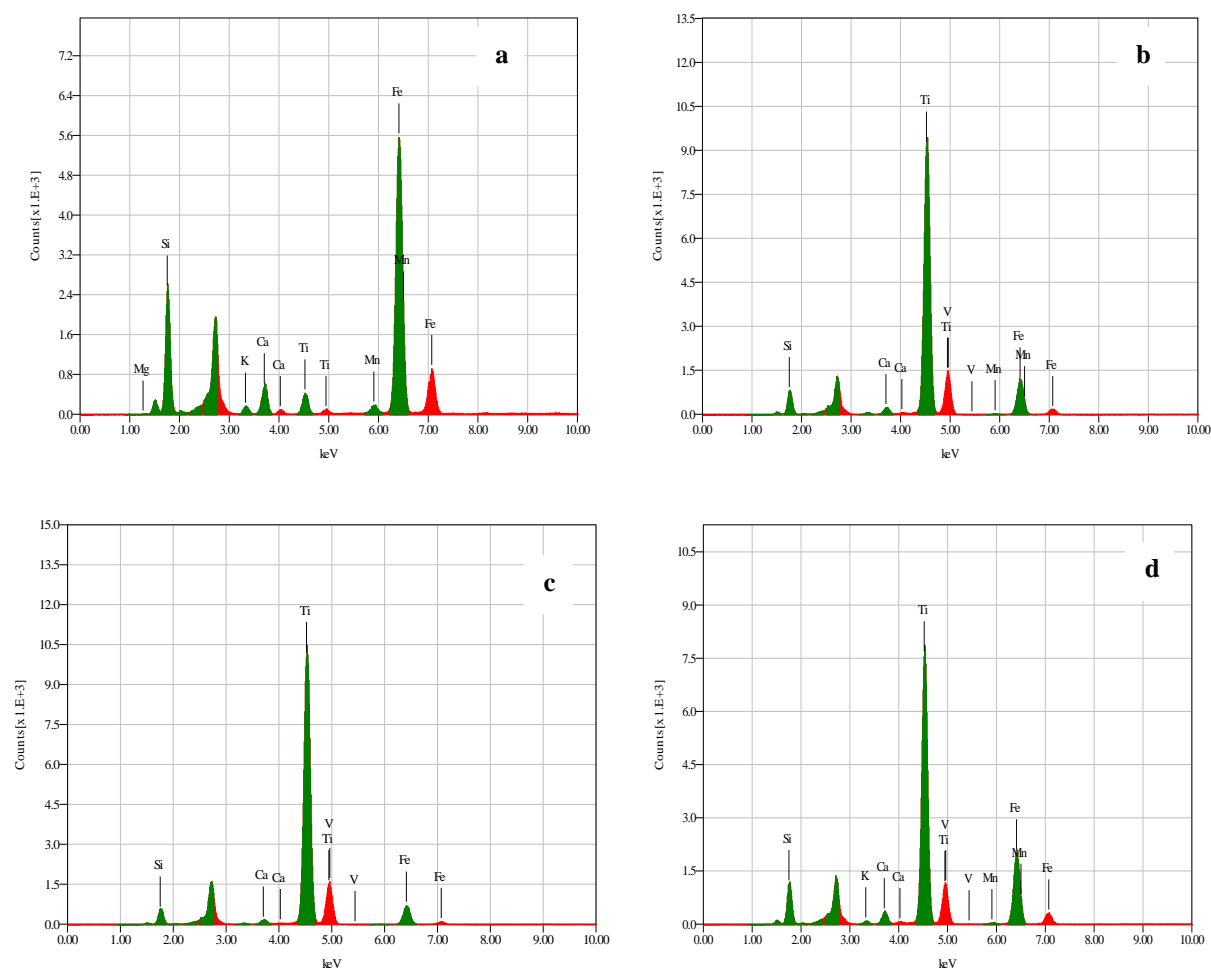 a
7.2
6.4
5.6
4.8
4.0
3.2
2.4
1.6
0.8
0.0
Counts[x1.E+3]
Mg
Si
K
Ca
Ca
Ti
Ti
Mn
Fe
Mn
Fe
0.00 1.00 2.00 3.00 4.00 5.00 6.00 7.00 8.00 9.00 10.00
keV
b
13.5
12.0
10.5
9.0
7.5
6.0
4.5
3.0
1.5
0.0
Counts[x1.E+3]
Si
Ca
Ca
Ti
V
Ti
V
Mn
Fe
Mn
Fe
0.00 1.00 2.00 3.00 4.00 5.00 6.00 7.00 8.00 9.00 10.00
keV
c
15.0
13.5
12.0
10.5
9.0
7.5
6.0
4.5
3.0
1.5
0.0
Counts[x1.E+3]
Si
Ca
Ca
Ti
V
Ti
V
Fe
Fe
0.00 1.00 2.00 3.00 4.00 5.00 6.00 7.00 8.00 9.00 10.00
keV
d
10.5
9.0
7.5
6.0
4.5
3.0
1.5
0.0
Counts[x1.E+3]
Si
K
Ca
Ca
Ti
V
Ti
V
Mn
Fe
Mn
Fe
0.00 1.00 2.00 3.00 4.00 5.00 6.00 7.00 8.00 9.00 10.00
keV